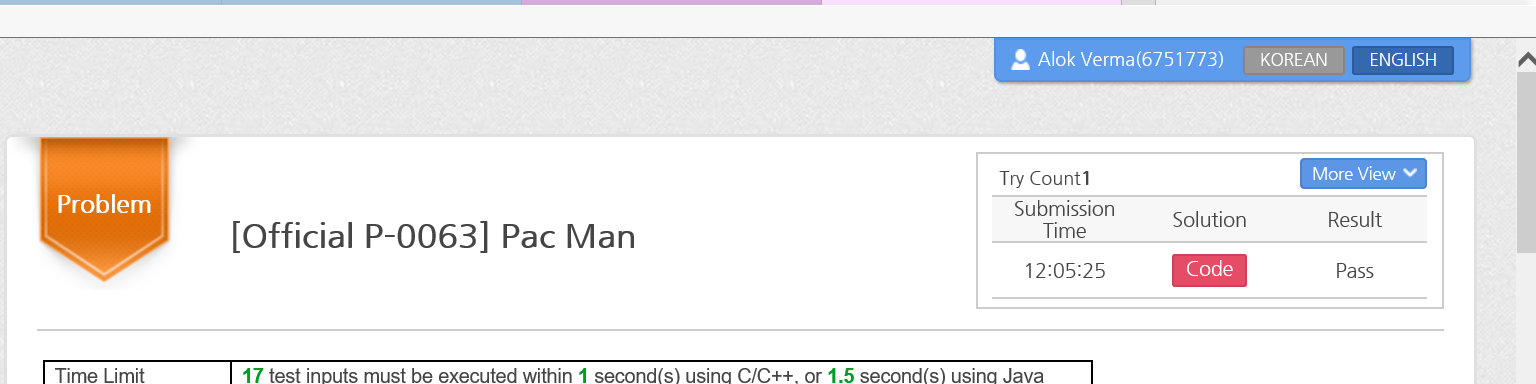 Alok Verma(6751773) KOREAN ENGLISH
Try Count1 More View
Problem
[Official P-0063] Pac Man
Submission Time Solution Result
12:05:25 Code Pass
Time Limit 17 test inputs must be executed within 1 second(s) using C/C++, or 1.5 second(s) using Java